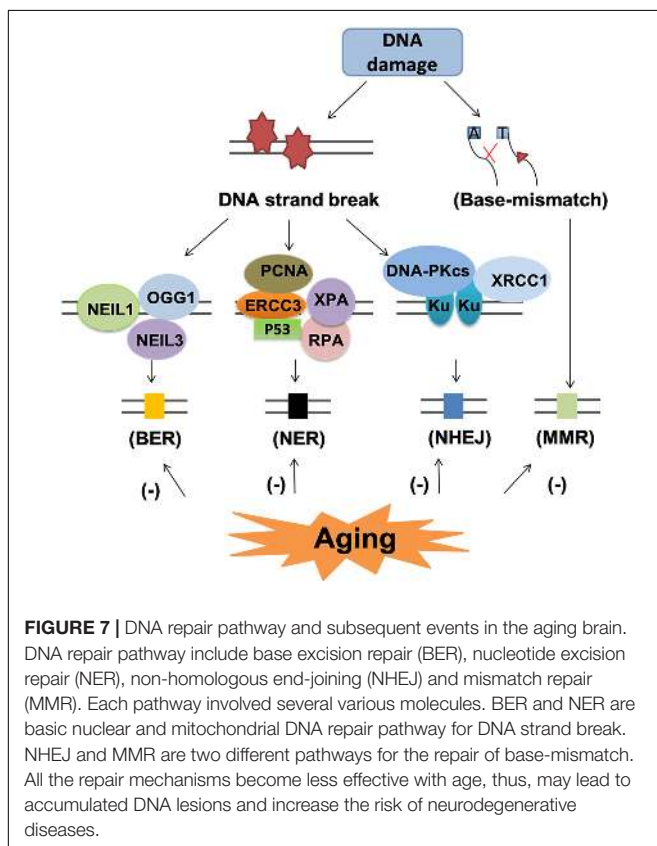 DNA
damage
A T
DNA strand break
(Base-mismatch)
NEIL1
OGG1
NEIL3
PCNA
ERCC3
XPA
P53
RPA
DNA-PKcs
XRCC1
Ku Ku
(BER)
(NER)
(NHEJ)
(MMR)
(-)
(-)
(-)
(-)
Aging
FIGURE 7 | DNA repair pathway and subsequent events in the aging brain.
DNA repair pathway include base excision repair (BER), nucleotide excision
repair (NER), non-homologous end-joining (NHEJ) and mismatch repair
(MMR). Each pathway involved several various molecules. BER and NER are
basic nuclear and mitochondrial DNA repair pathway for DNA strand break.
NHEJ and MMR are two different pathways for the repair of base-mismatch.
All the repair mechanisms become less effective with age, thus, may lead to
accumulated DNA lesions and increase the risk of neurodegenerative
diseases.